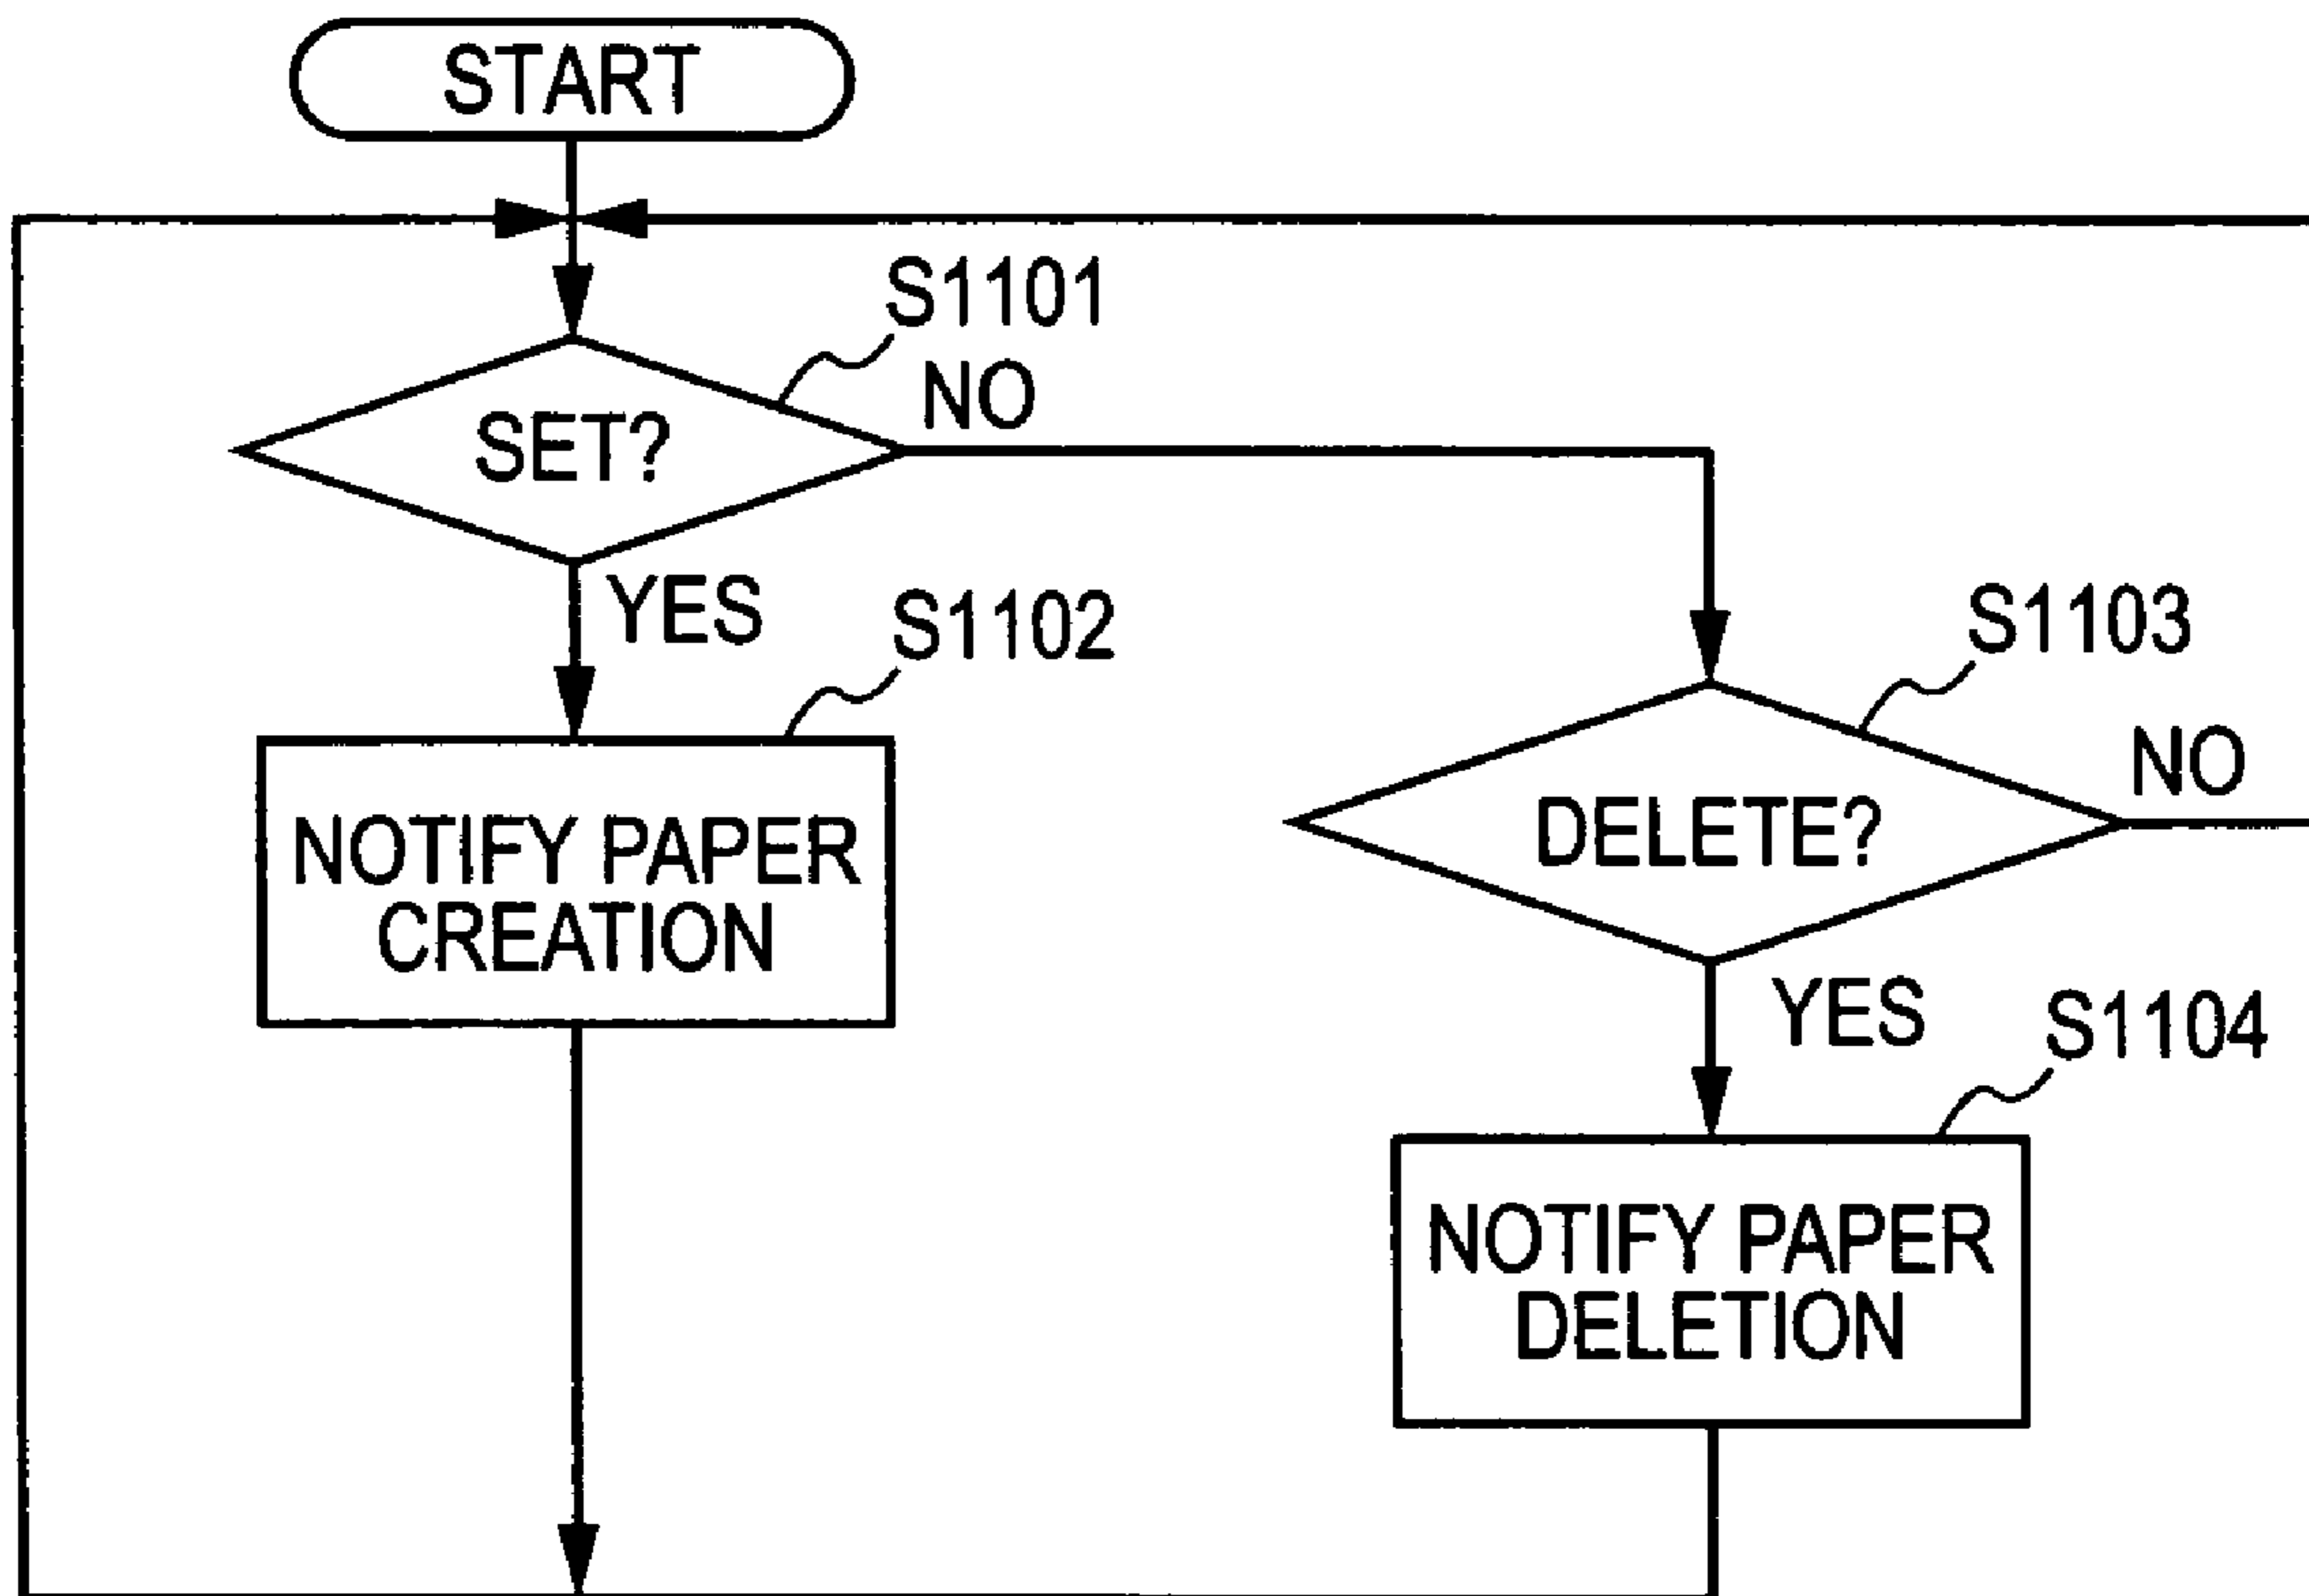 START
S1101
NO
SET?
YES
S1102
S1103
NO
NOTIFY PAPER
CREATION
DELETE?
YES
S1104
NOTIFY PAPER
DELETION